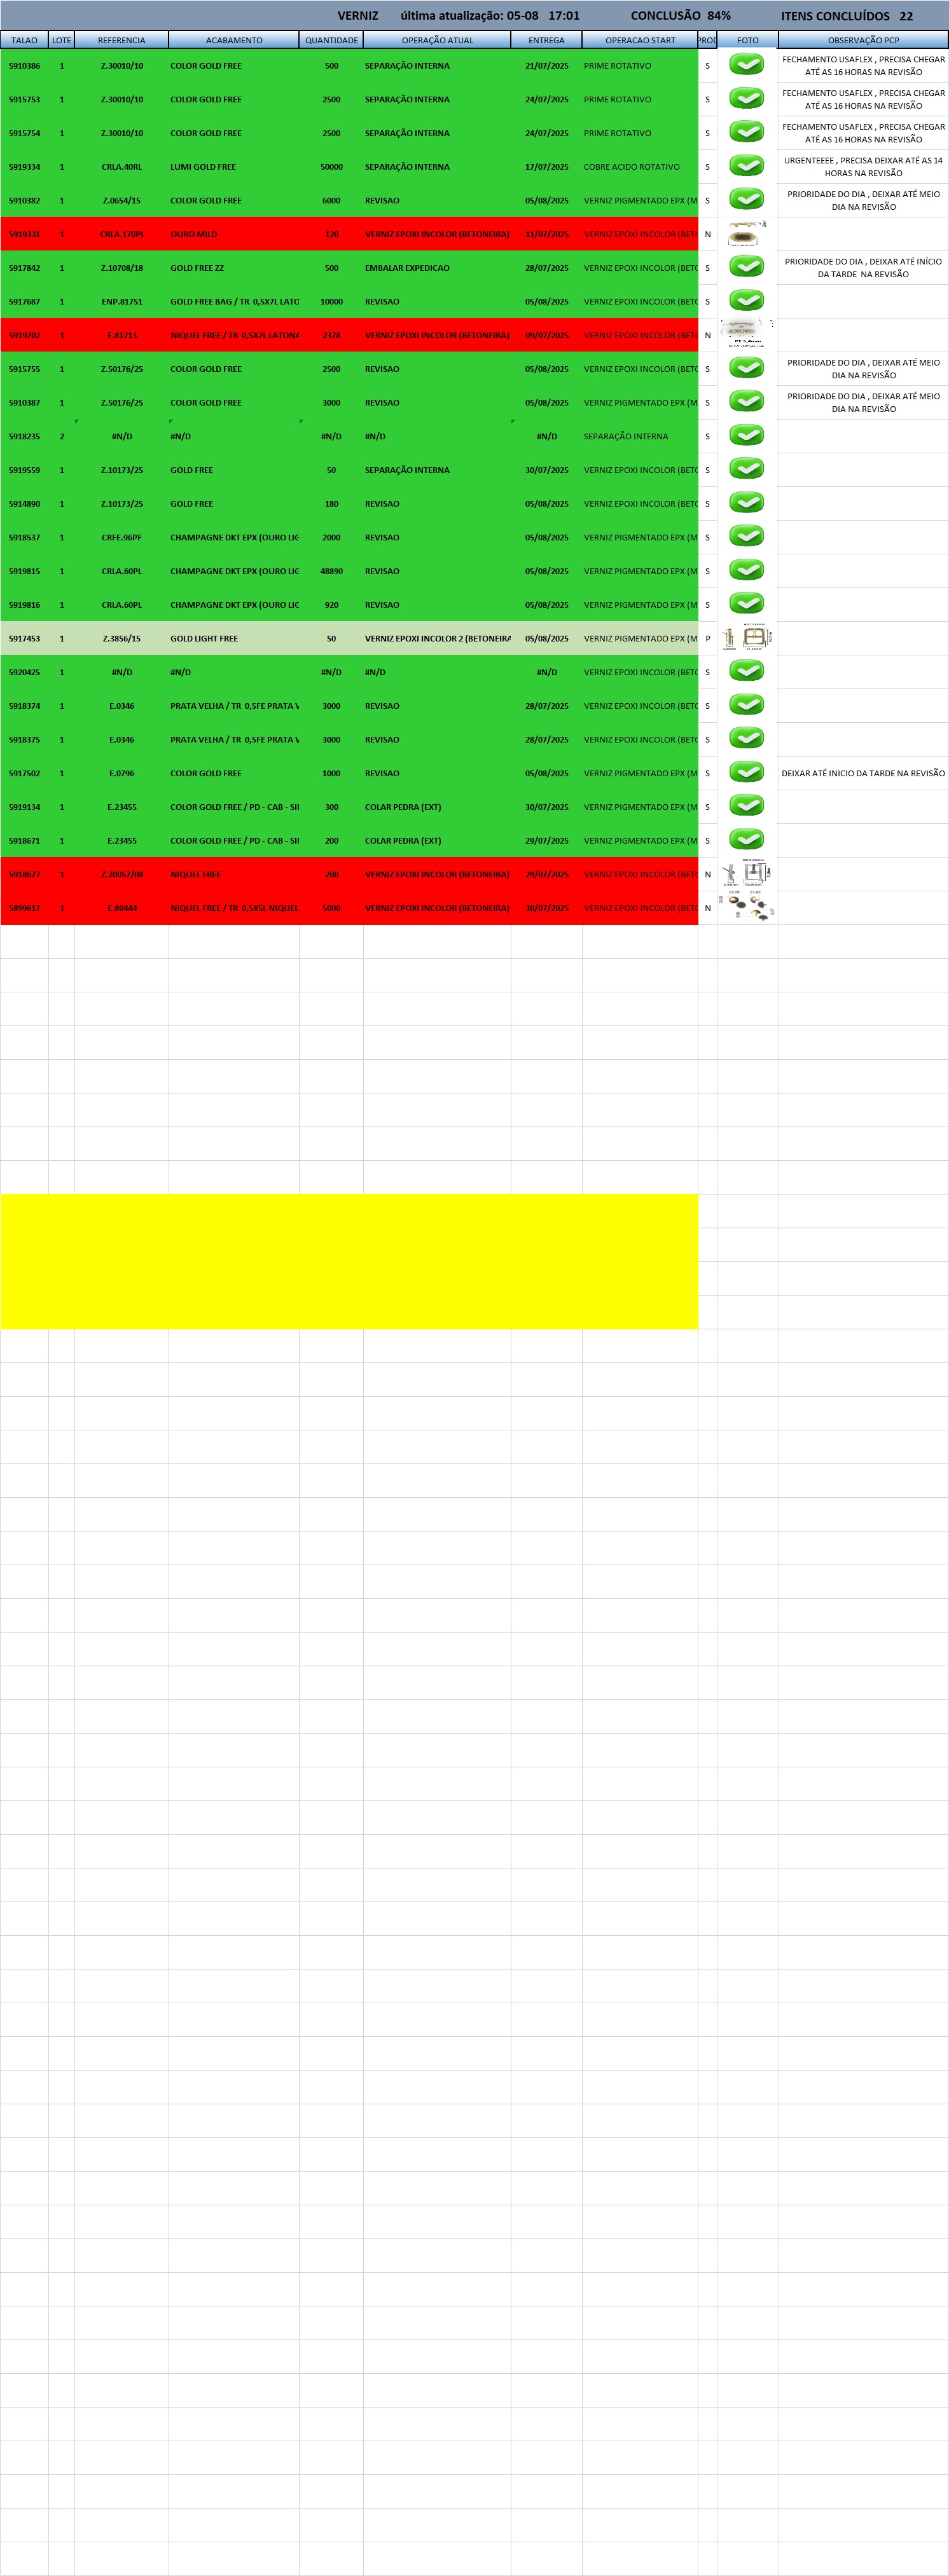 VERNIZ última atualização: 05-08 17:01 CONCLUSÃO 84% ITENS CONCLUÍDOS 22
TALAO LOTE REFERENCIA ACABAMENTO QUANTIDADE OPERAÇÃO ATUAL ENTREGA OPERACAO START PROD FOTO OBSERVAÇÃO PCP
5910386 1 Z.30010/10 COLOR GOLD FREE 500 SEPARAÇÃO INTERNA 21/07/2025 PRIME ROTATIVO S FECHAMENTO USAFLEX , PRECISA CHEGAR
ATÉ AS 16 HORAS NA REVISÃO
5915753 1 Z.30010/10 COLOR GOLD FREE 2500 SEPARAÇÃO INTERNA 24/07/2025 PRIME ROTATIVO S FECHAMENTO USAFLEX , PRECISA CHEGAR
ATÉ AS 16 HORAS NA REVISÃO
5915754 1 Z.30010/10 COLOR GOLD FREE 2500 SEPARAÇÃO INTERNA 24/07/2025 PRIME ROTATIVO S FECHAMENTO USAFLEX , PRECISA CHEGAR
ATÉ AS 16 HORAS NA REVISÃO
5919334 1 CRLA.40RL LUMI GOLD FREE 50000 SEPARAÇÃO INTERNA 17/07/2025 COBRE ACIDO ROTATIVO S URGENTEEEE , PRECISA DEIXAR ATÉ AS 14
HORAS NA REVISÃO
5910382 1 Z.0654/15 COLOR GOLD FREE 6000 REVISAO 05/08/2025 VERNIZ PIGMENTADO EPX (M S PRIORIDADE DO DIA , DEIXAR ATÉ MEIO
DIA NA REVISÃO
5919331 1 CRLA.170PL OURO MILD 120 VERNIZ EPOXI INCOLOR (BETONEIRA) 11/07/2025 VERNIZ EPOXI INCOLOR (BETO N
5917842 1 Z.10708/18 GOLD FREE ZZ 500 EMBALAR EXPEDICAO 28/07/2025 VERNIZ EPOXI INCOLOR (BETO S PRIORIDADE DO DIA , DEIXAR ATÉ INÍCIO
DA TARDE NA REVISÃO
5917687 1 ENP.81751 GOLD FREE BAG / TR 0,5X7L LATO 10000 REVISAO 05/08/2025 VERNIZ EPOXI INCOLOR (BETO S
5919702 1 E.81713 NIQUEL FREE / TR 0,5X7L LATONA 2378 VERNIZ EPOXI INCOLOR (BETONEIRA) 09/07/2025 VERNIZ EPOXI INCOLOR (BETO N
5915755 1 Z.50176/25 COLOR GOLD FREE 2500 REVISAO 05/08/2025 VERNIZ EPOXI INCOLOR (BETO S PRIORIDADE DO DIA , DEIXAR ATÉ MEIO
DIA NA REVISÃO
5910387 1 Z.50176/25 COLOR GOLD FREE 3000 REVISAO 05/08/2025 VERNIZ PIGMENTADO EPX (M S PRIORIDADE DO DIA , DEIXAR ATÉ MEIO
DIA NA REVISÃO
5918235 2 #N/D #N/D #N/D #N/D #N/D SEPARAÇÃO INTERNA S
5919559 1 Z.10173/25 GOLD FREE 50 SEPARAÇÃO INTERNA 30/07/2025 VERNIZ EPOXI INCOLOR (BETO S
5914890 1 Z.10173/25 GOLD FREE 180 REVISAO 05/08/2025 VERNIZ EPOXI INCOLOR (BETO S
5918537 1 CRFE.96PF CHAMPAGNE DKT EPX (OURO LIG 2000 REVISAO 05/08/2025 VERNIZ PIGMENTADO EPX (M S
5919815 1 CRLA.60PL CHAMPAGNE DKT EPX (OURO LIG 48890 REVISAO 05/08/2025 VERNIZ PIGMENTADO EPX (M S
5919816 1 CRLA.60PL CHAMPAGNE DKT EPX (OURO LIG 920 REVISAO 05/08/2025 VERNIZ PIGMENTADO EPX (M S
5917453 1 Z.3856/15 GOLD LIGHT FREE 50 VERNIZ EPOXI INCOLOR 2 (BETONEIRA 05/08/2025 VERNIZ PIGMENTADO EPX (M P
5920425 1 #N/D #N/D #N/D #N/D #N/D VERNIZ EPOXI INCOLOR (BETO S
5918374 1 E.0346 PRATA VELHA / TR 0,5FE PRATA V 3000 REVISAO 28/07/2025 VERNIZ EPOXI INCOLOR (BETO S
5918375 1 E.0346 PRATA VELHA / TR 0,5FE PRATA V 3000 REVISAO 28/07/2025 VERNIZ EPOXI INCOLOR (BETO S
5917502 1 E.0796 COLOR GOLD FREE 1000 REVISAO 05/08/2025 VERNIZ PIGMENTADO EPX (M S DEIXAR ATÉ INICIO DA TARDE NA REVISÃO
5919134 1 E.23455 COLOR GOLD FREE / PD - CAB - SII 300 COLAR PEDRA (EXT) 30/07/2025 VERNIZ PIGMENTADO EPX (M S
5918671 1 E.23455 COLOR GOLD FREE / PD - CAB - SII 200 COLAR PEDRA (EXT) 29/07/2025 VERNIZ PIGMENTADO EPX (M S
5918677 1 Z.20057/08 NIQUEL FREE 200 VERNIZ EPOXI INCOLOR (BETONEIRA) 29/07/2025 VERNIZ EPOXI INCOLOR (BETO N
5899617 1 E.80444 NIQUEL FREE / TR 0,5X5L NIQUEL 5000 VERNIZ EPOXI INCOLOR (BETONEIRA) 30/07/2025 VERNIZ EPOXI INCOLOR (BETO N